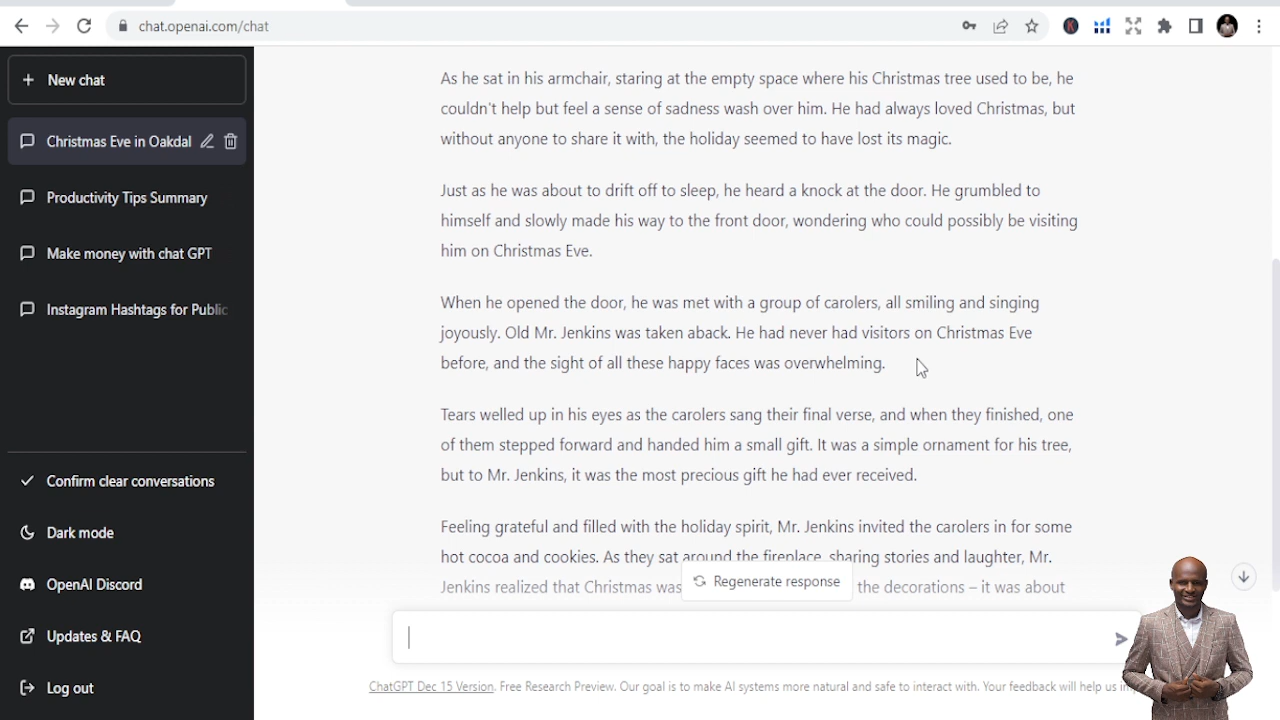 chat.openai.com/chat
New chat
Christmas Eve in Oakdal
Productivity Tips Summary
Make money with chat GPT
Instagram Hashtags for Public
Confirm clear conversations
Dark mode
OpenAI Discord
Updates & FAQ
Log out
As he sat in his armchair, staring at the empty space where his Christmas tree used to be, he
couldn't help but feel a sense of sadness wash over him. He had always loved Christmas, but
without anyone to share it with, the holiday seemed to have lost its magic.
Just as he was about to drift off to sleep, he heard a knock at the door. He grumbled to
himself and slowly made his way to the front door, wondering who could possibly be visiting
him on Christmas Eve.
When he opened the door, he was met with a group of carolers, all smiling and singing
joyously. Old Mr. Jenkins was taken aback. He had never had visitors on Christmas Eve
before, and the sight of all these happy faces was overwhelming.
Tears welled up in his eyes as the carolers sang their final verse, and when they finished, one
of them stepped forward and handed him a small gift. It was a simple ornament for his tree,
but to Mr. Jenkins, it was the most precious gift he had ever received.
Feeling grateful and filled with the holiday spirit, Mr. Jenkins invited the carolers in for some
hot cocoa and cookies. As they sat around the fireplace, sharing stories and laughter, Mr.
Jenkins realized that Christmas was the decorations – it was about
Regenerate response
ChatGPT Dec 15 Version. Free Research Preview. Our goal is to make AI systems more natural and safe to interact with. Your feedback will help us